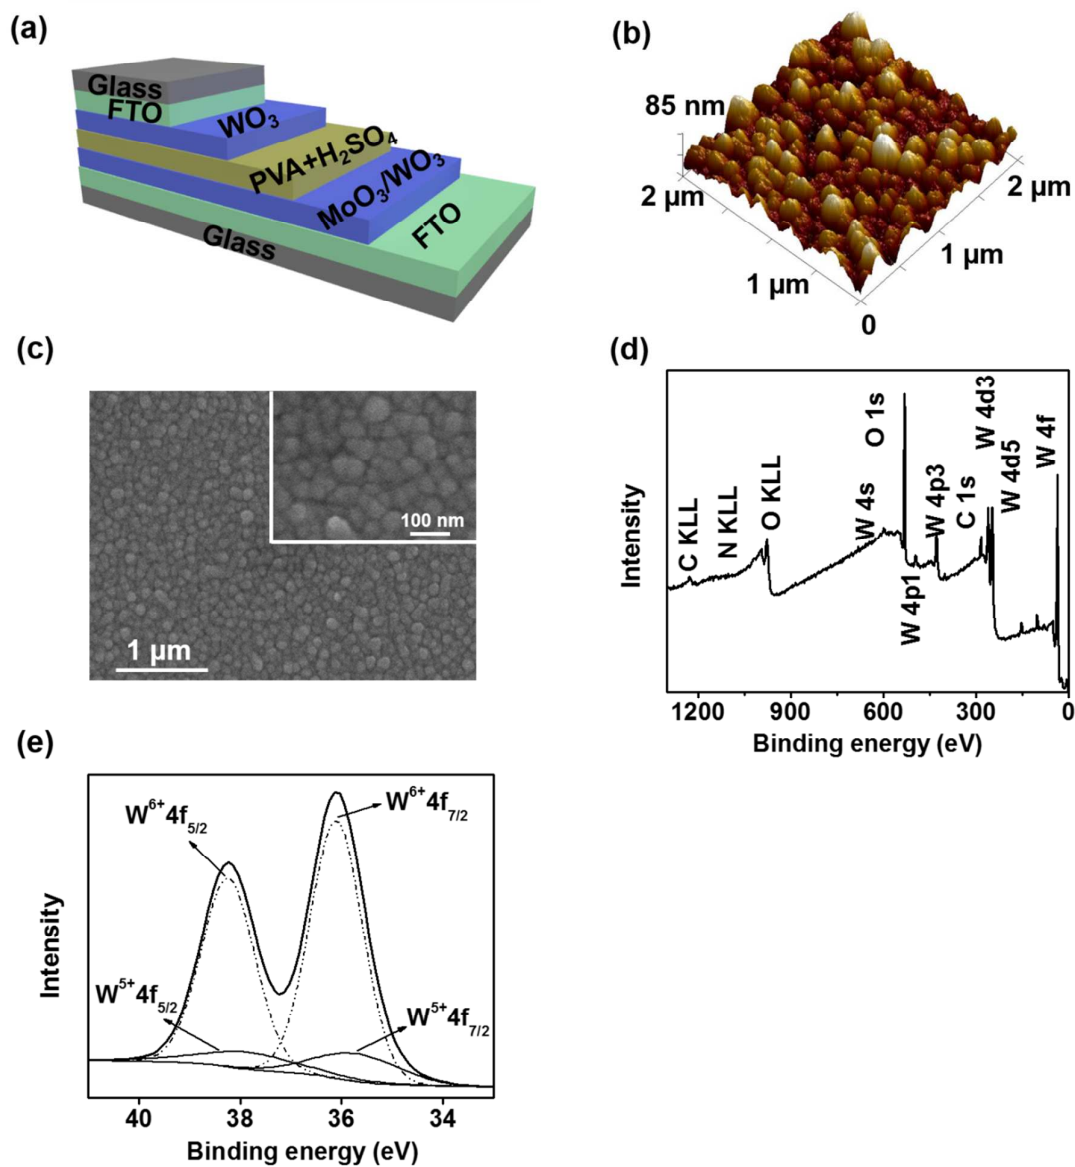 (a)
Glass
FTO
WO₃
PVA+H₂SO₄
MoO₃/WO₃
FTO
Glass
(b)
85 nm
2 µm
1 µm
0
1 µm
2 µm
(c)
100 nm
1 µm
(d)
Intensity
C KLL
N KLL
O KLL
W 4s
O 1s
W 4p1
W 4p3
C 1s
W 4d3
W 4d5
W 4f
1200 900 600 300 0
Binding energy (eV)
(e)
Intensity
W⁶⁺4f₅/₂
W⁶⁺4f₇/₂
W⁵⁺4f₅/₂
W⁵⁺4f₇/₂
40 38 36 34
Binding energy (eV)